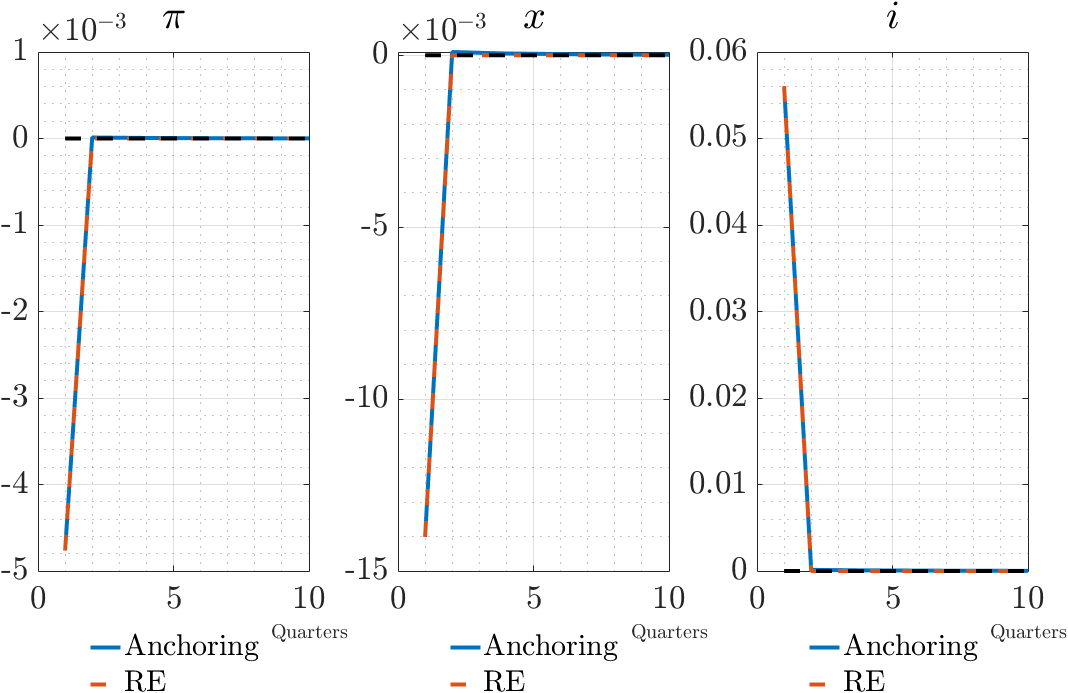 π
×10⁻³
1
0
-1
-2
-3
-4
-5
0 5 10
Quarters
Anchoring
RE
x
×10⁻³
0
-5
-10
-15
0 5 10
Quarters
Anchoring
RE
i
0.06
0.05
0.04
0.03
0.02
0.01
0
0 5 10
Quarters
Anchoring
RE